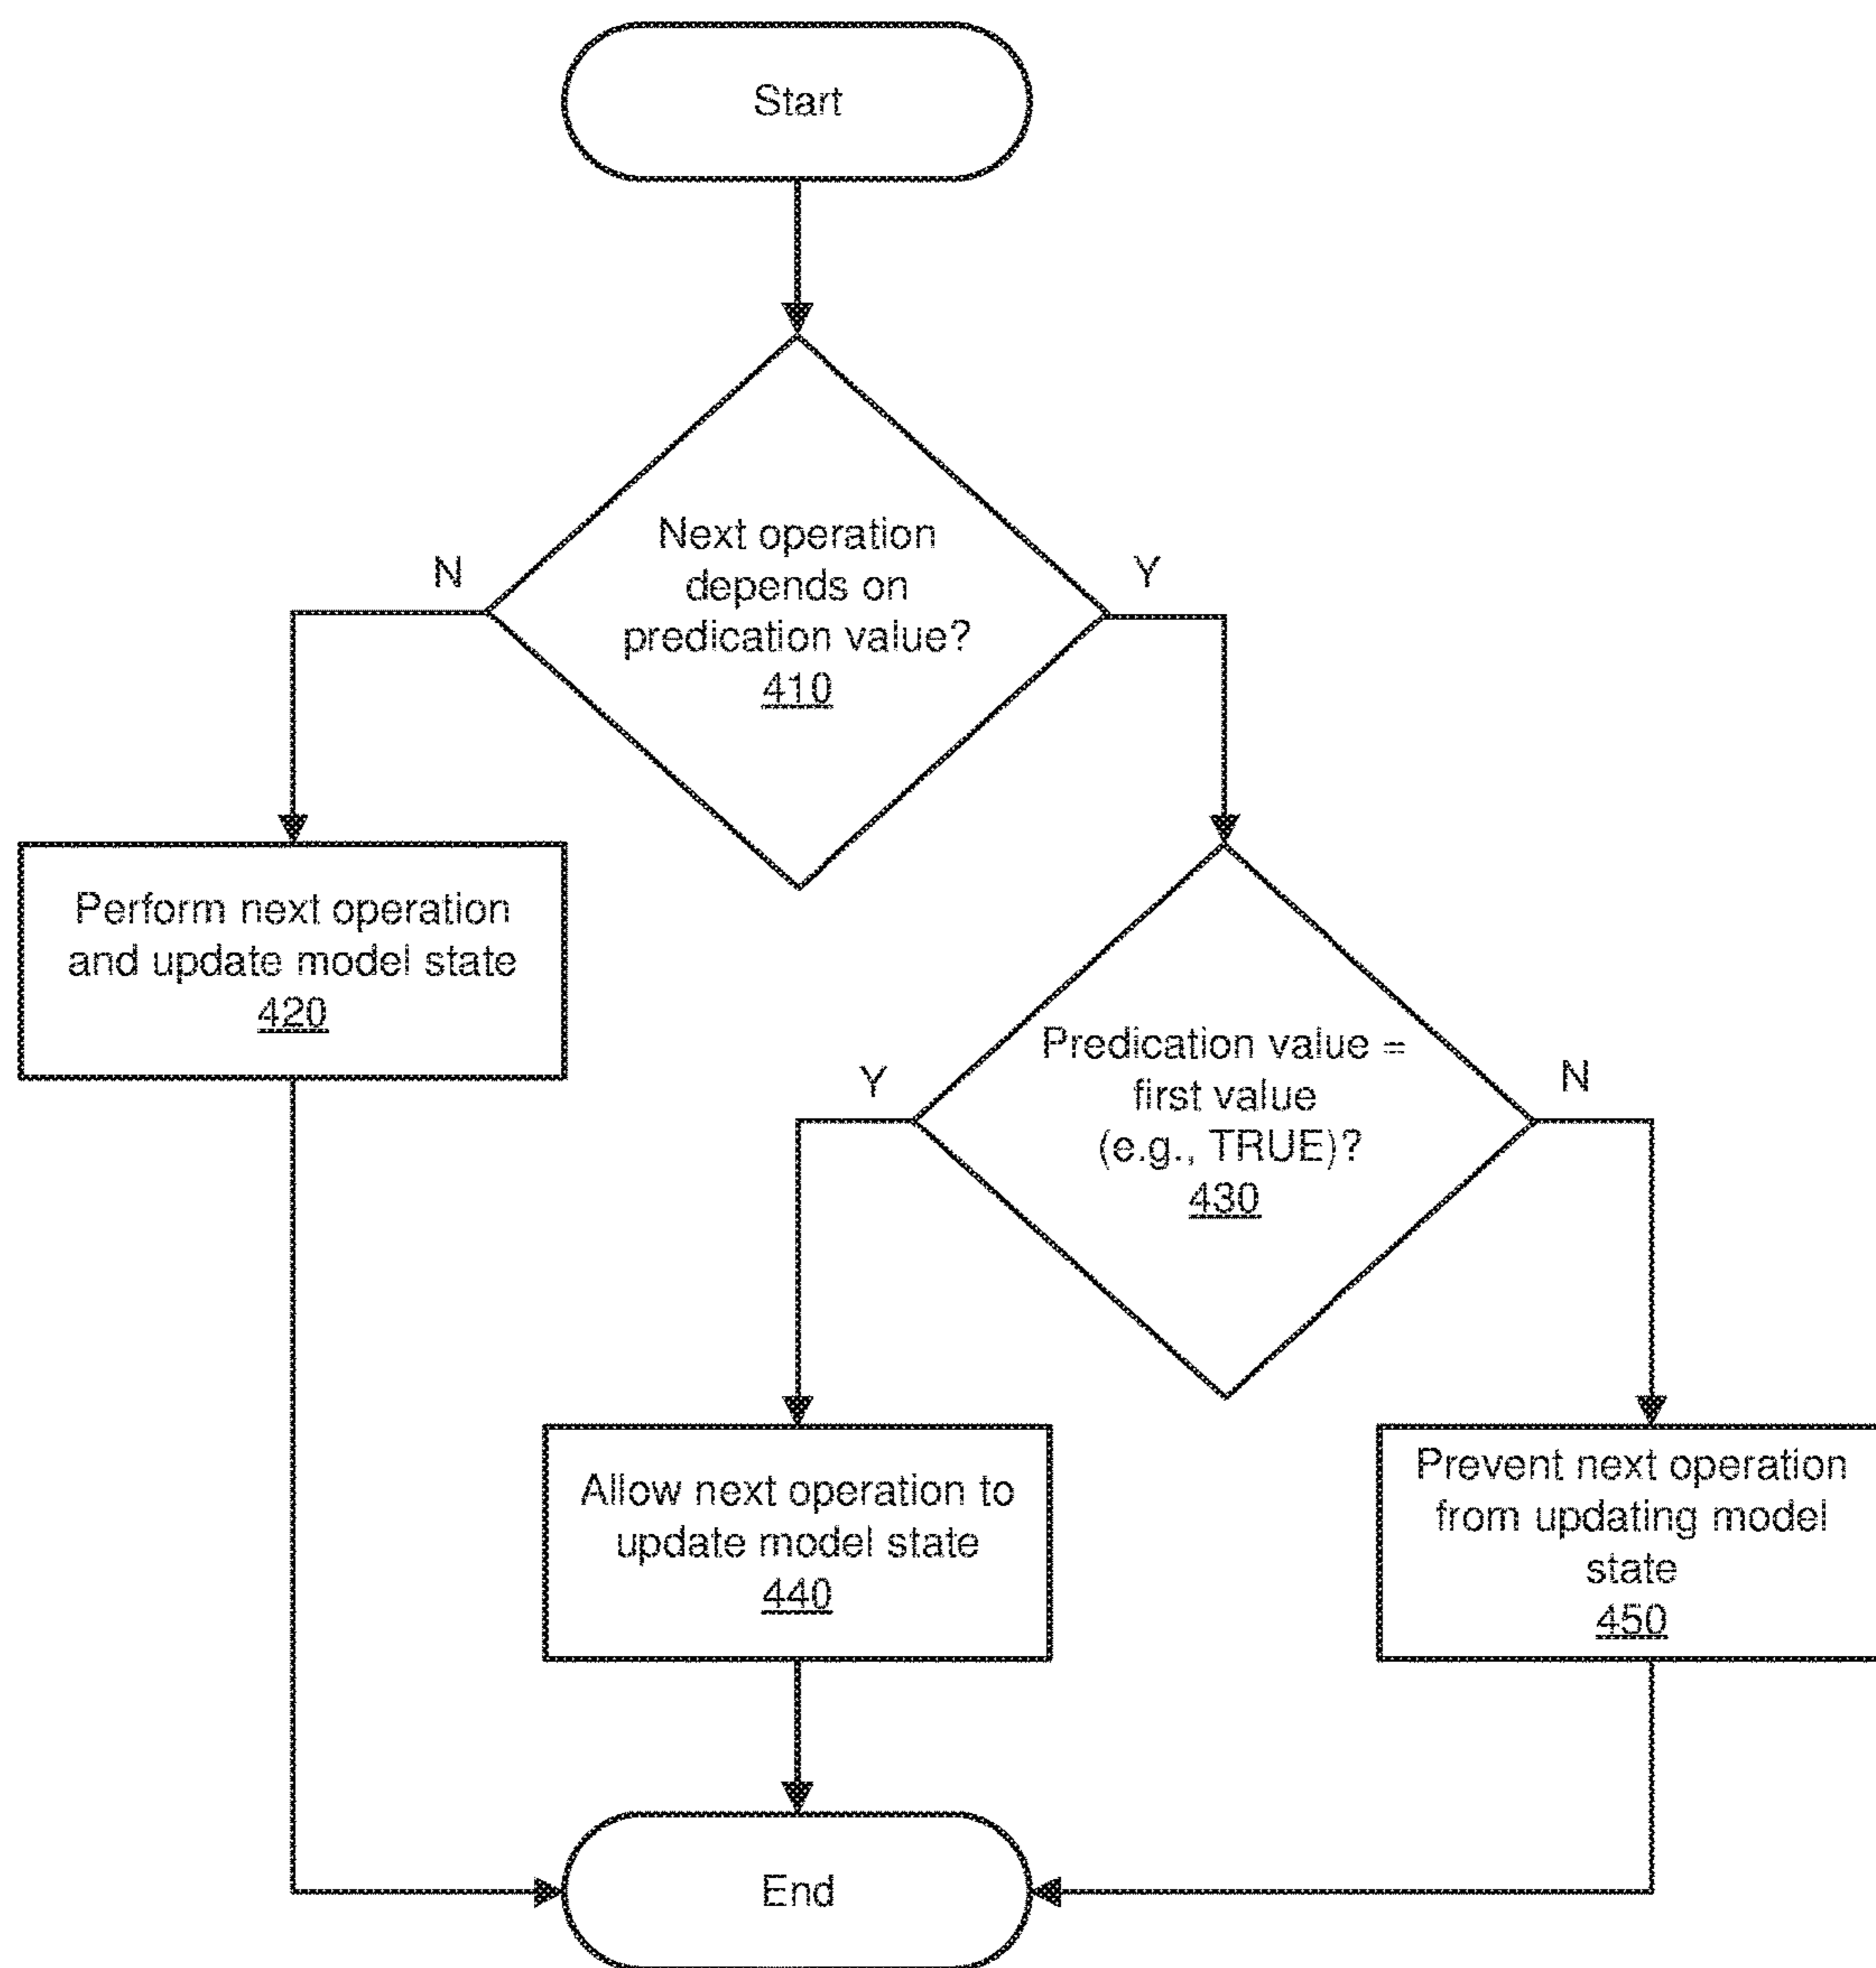 Start
Next operation
depends on
predication value?
410
N
Y
Perform next operation
and update model state
420
Predication value =
first value
(e.g., TRUE)?
430
Y
N
Allow next operation to
update model state
440
Prevent next operation
from updating model
state
450
End